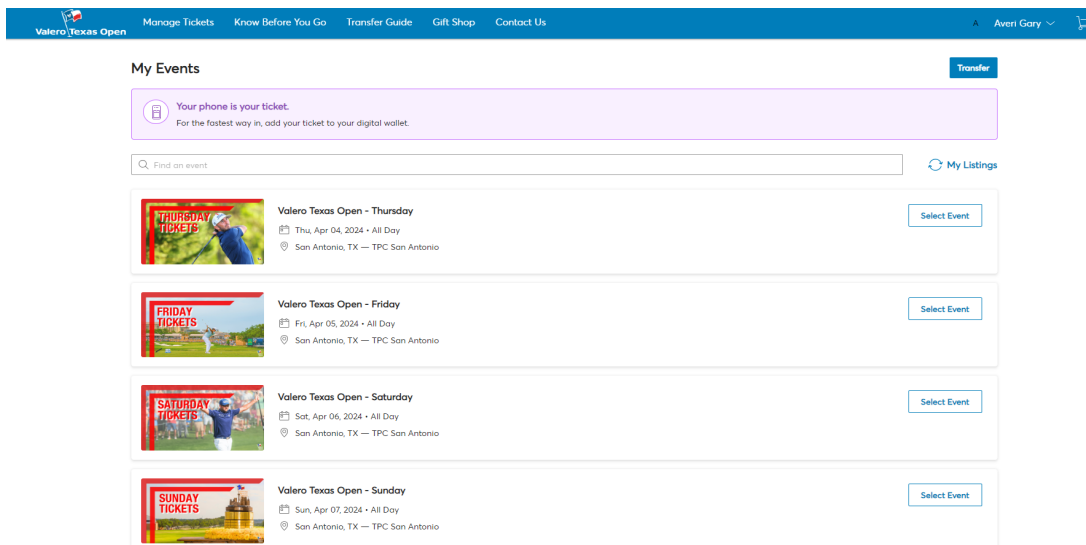 Valero Texas Open
Manage Tickets Know Before You Go Transfer Guide Gift Shop Contact Us
A Averi Gary
My Events
Transfer
Your phone is your ticket.
For the fastest way in, add your ticket to your digital wallet.
Find an event
My Listings
THURSDAY
TICKETS
Valero Texas Open - Thursday
Thu, Apr 04, 2024 • All Day
San Antonio, TX — TPC San Antonio
Select Event
FRIDAY
TICKETS
Valero Texas Open - Friday
Fri, Apr 05, 2024 • All Day
San Antonio, TX — TPC San Antonio
Select Event
SATURDAY
TICKETS
Valero Texas Open - Saturday
Sat, Apr 06, 2024 • All Day
San Antonio, TX — TPC San Antonio
Select Event
SUNDAY
TICKETS
Valero Texas Open - Sunday
Sun, Apr 07, 2024 • All Day
San Antonio, TX — TPC San Antonio
Select Event